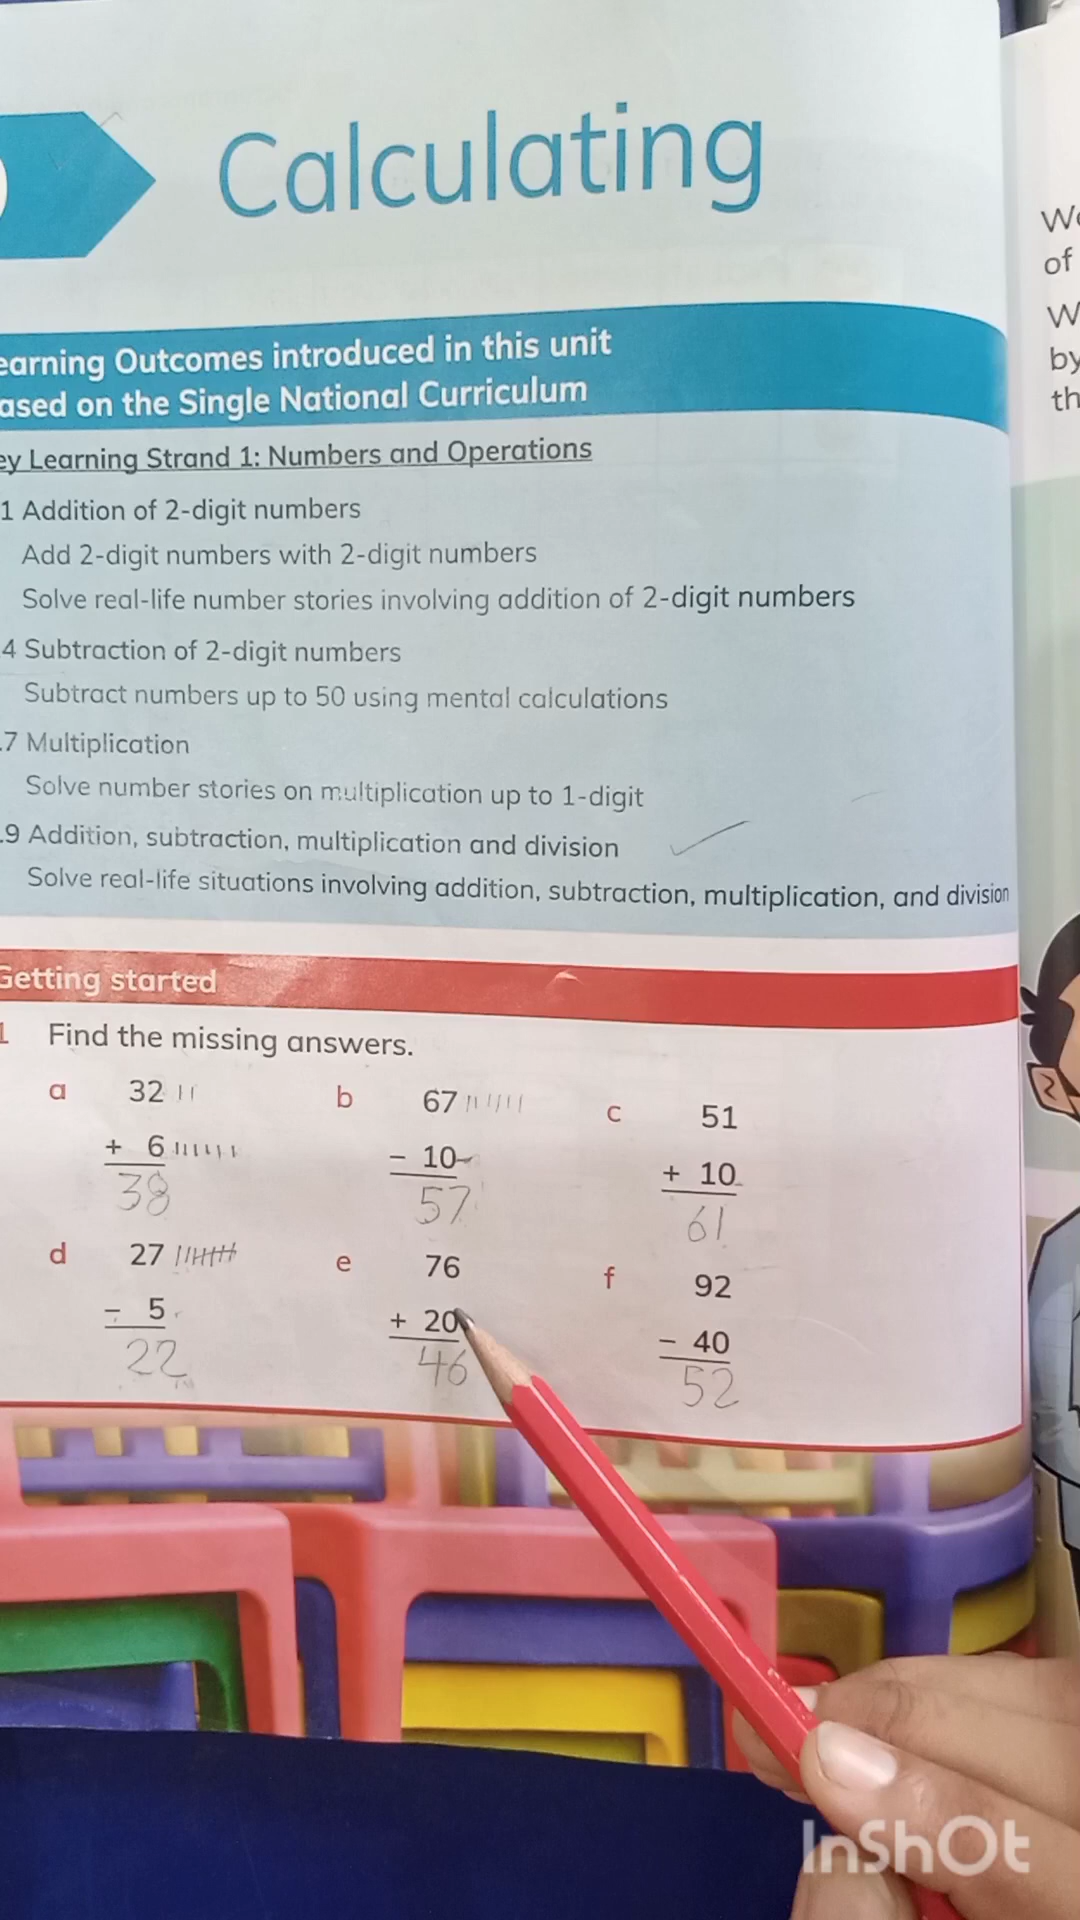 Calculating
earning Outcomes introduced in this unit
ased on the Single National Curriculum
ey Learning Strand 1: Numbers and Operations
1 Addition of 2-digit numbers
Add 2-digit numbers with 2-digit numbers
Solve real-life number stories involving addition of 2-digit numbers
.4 Subtraction of 2-digit numbers
Subtract numbers up to 50 using mental calculations
.7 Multiplication
Solve number stories on multiplication up to 1-digit
.9 Addition, subtraction, multiplication and division
Solve real-life situations involving addition, subtraction, multiplication, and division
Getting started
1 Find the missing answers.
a 32 b 67 c 51
+ 6 - 10 + 10
38 57 61
d 27 e 76 f 92
- 5 + 20 - 40
22 46 52
of
by
th
InShOt